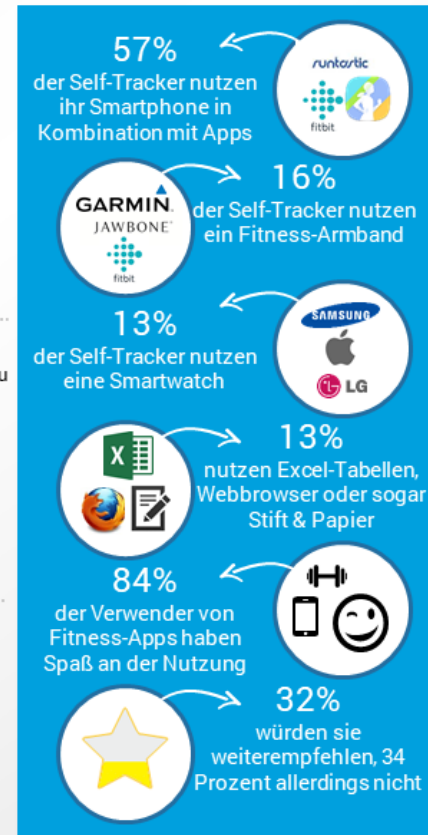 57%
runtastic
der Self-Tracker nutzen
ihr Smartphone in
Kombination mit Apps
fitbit
16%
GARMIN
der Self-Tracker nutzen
JAWBONE
ein Fitness-Armband
fitbit
13%
SAMSUNG
der Self-Tracker nutzen
eine Smartwatch
LG
u
13%
X
nutzen Excel-Tabellen,
Webbrowser oder sogar
Stift & Papier
84%
der Verwender von
Fitness-Apps haben
Spaß an der Nutzung
32%
würden sie
weiterempfehlen, 34
Prozent allerdings nicht